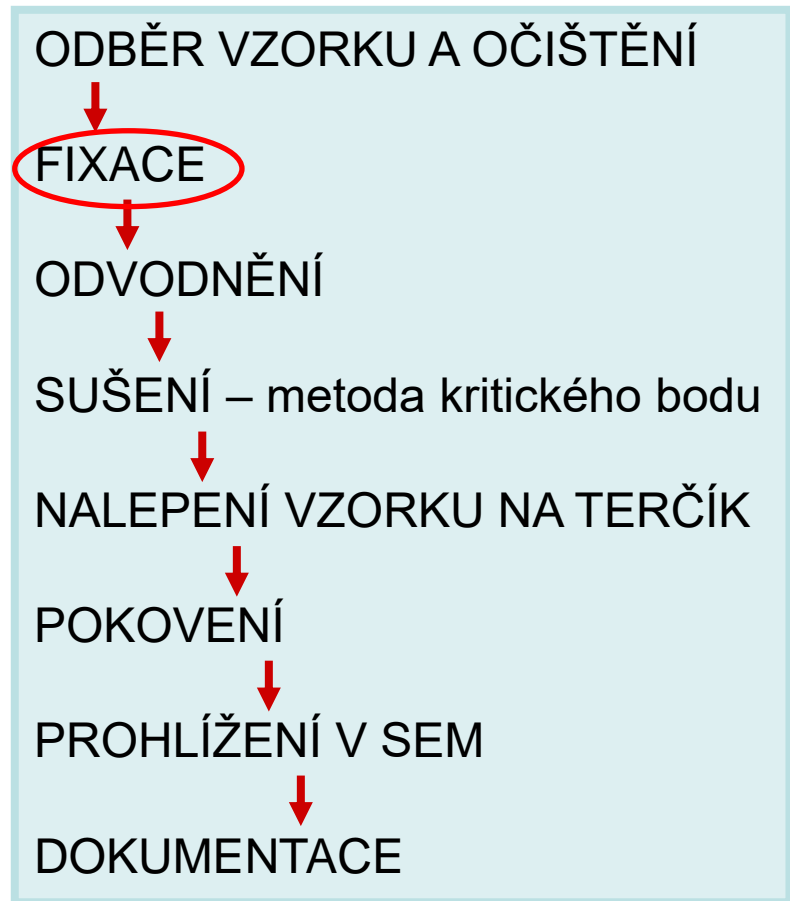 ODBĚR VZORKU A OČIŠTĚNÍ
FIXACE
ODVODNĚNÍ
SUŠENÍ – metoda kritického bodu
NALEPENÍ VZORKU NA TERČÍK
POKOVENÍ
PROHLÍŽENÍ V SEM
DOKUMENTACE